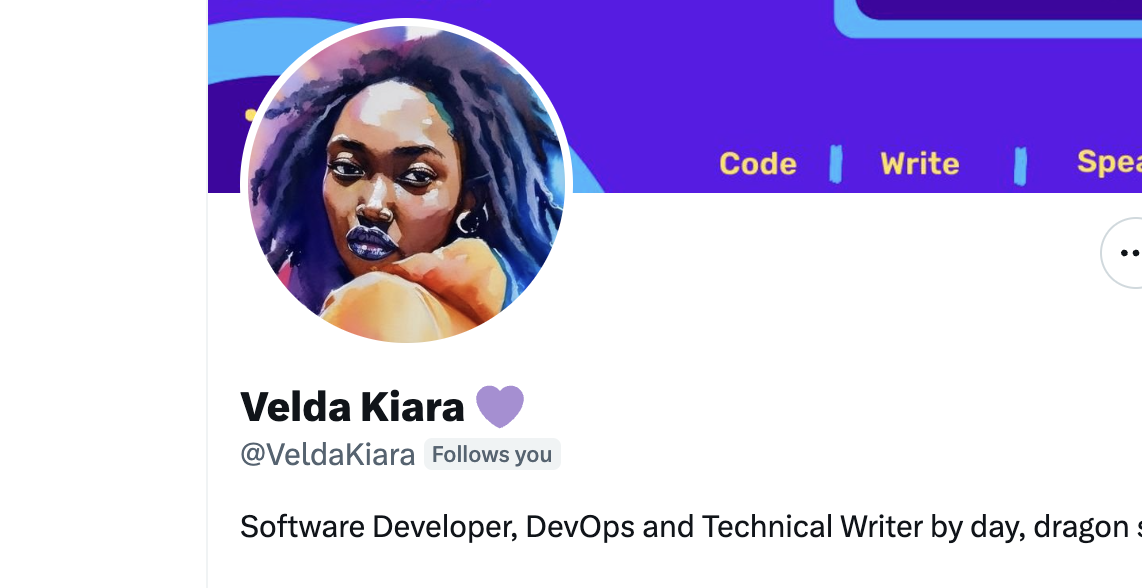 Code | Write | 
Velda Kiara 💜
@VeldaKiara Follows you
Software Developer, DevOps and Technical Writer by day, dragon